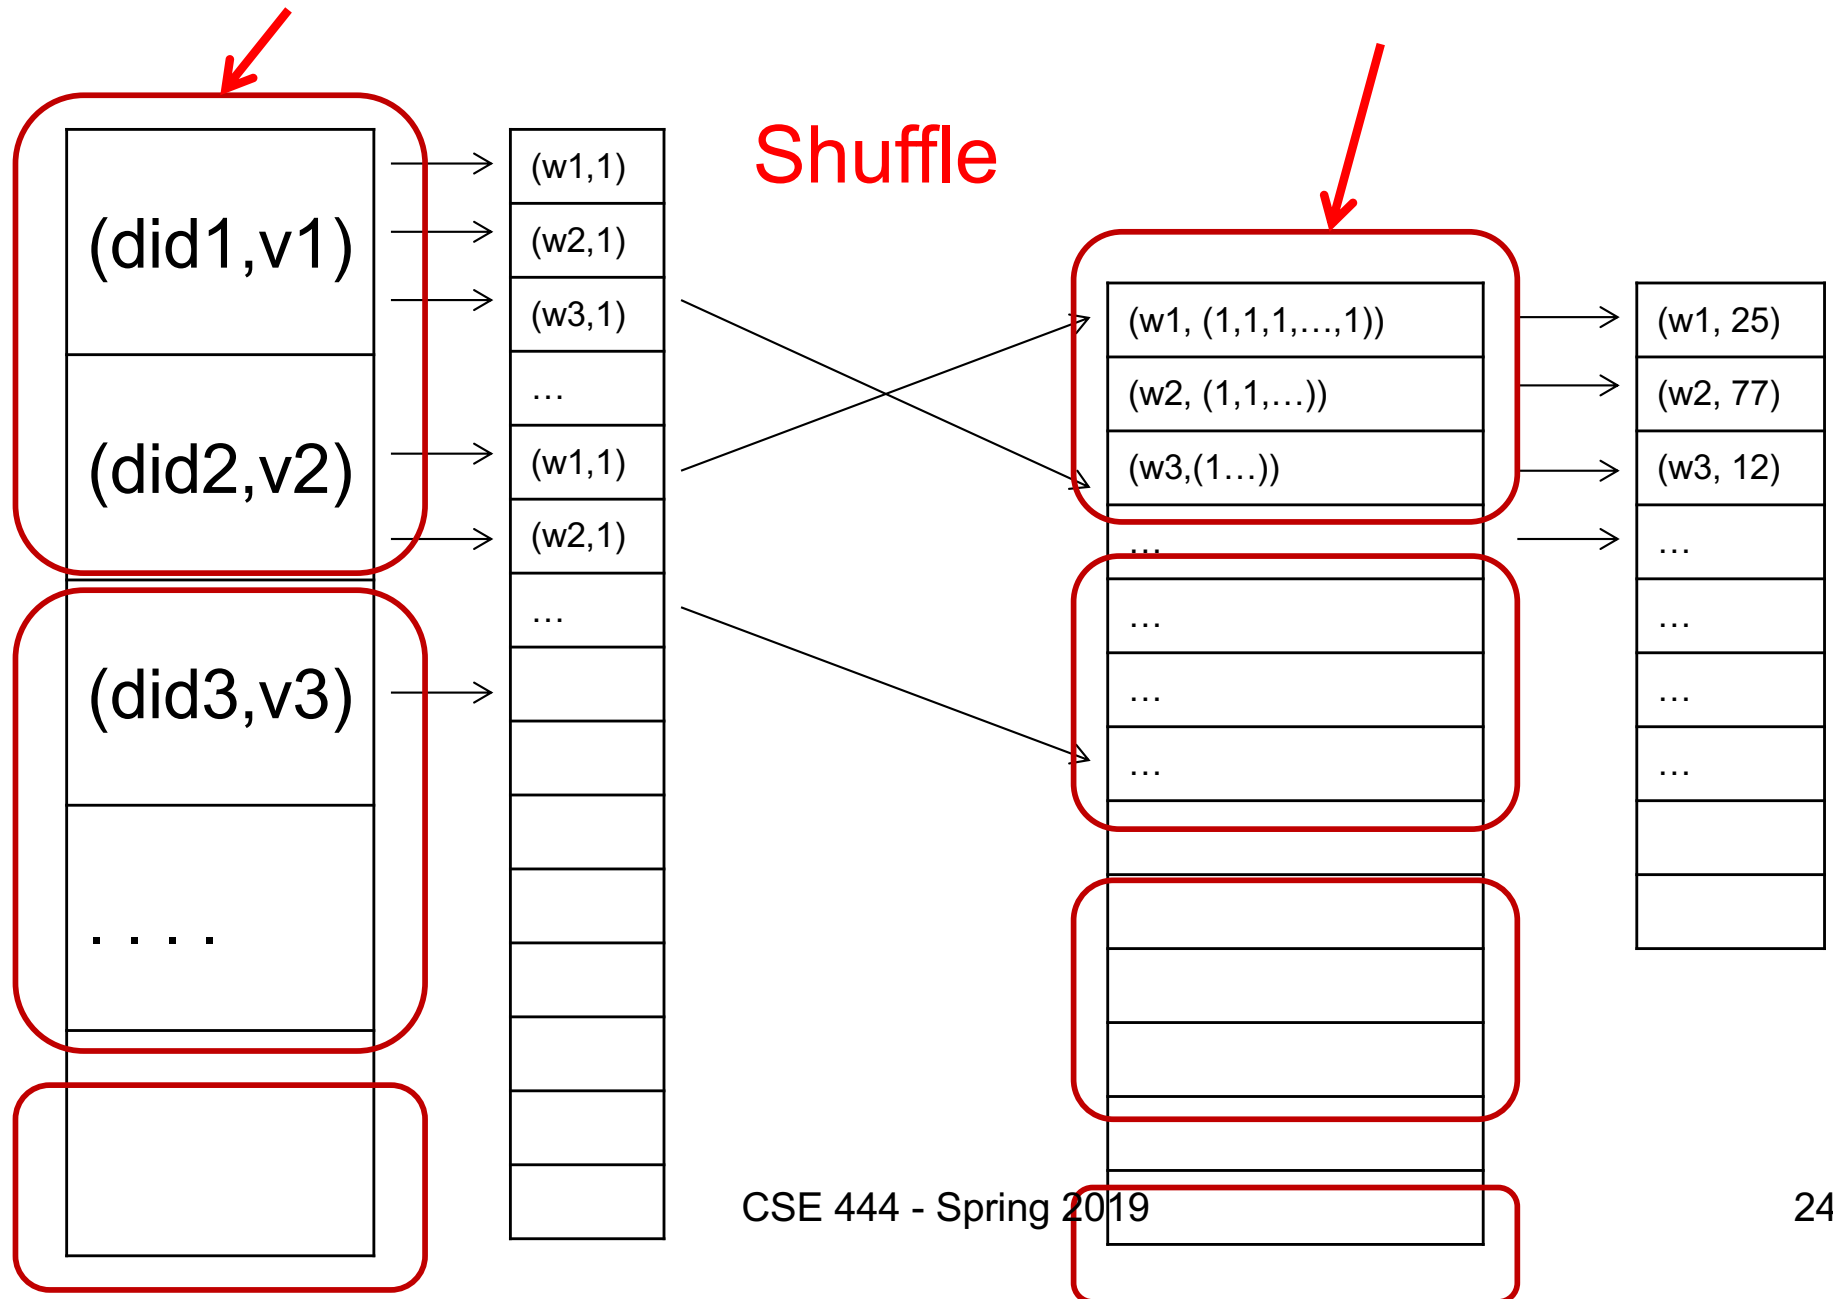 Shuffle
(did1,v1)
(did2,v2)
(did3,v3)
. . . .
(w1,1)
(w2,1)
(w3,1)
…
(w1,1)
(w2,1)
…
(w1, (1,1,1,…,1))
(w2, (1,1,…))
(w3,(1…))
…
…
…
…
(w1, 25)
(w2, 77)
(w3, 12)
…
…
…
…
CSE 444 - Spring 2019
24